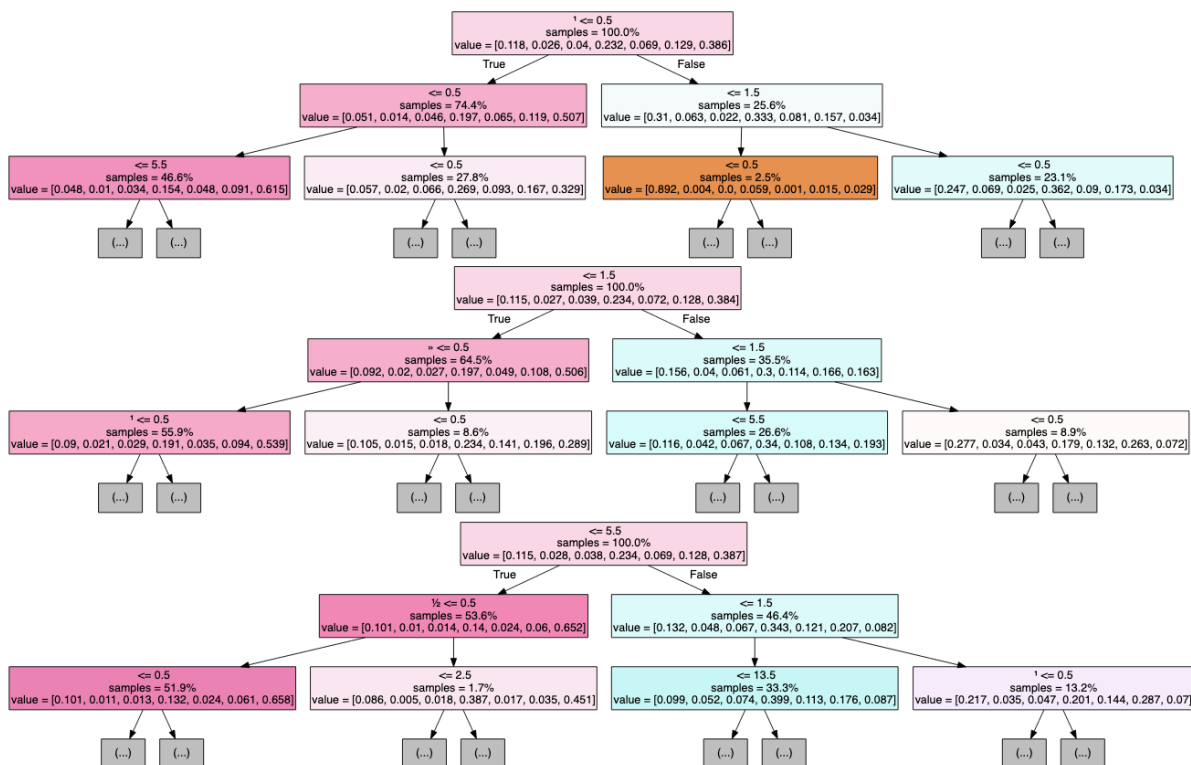 ¹ <= 0.5
samples = 100.0%
value = [0.118, 0.026, 0.04, 0.232, 0.069, 0.129, 0.386]
True
False
<= 0.5
samples = 74.4%
value = [0.051, 0.014, 0.046, 0.197, 0.065, 0.119, 0.507]
<= 1.5
samples = 25.6%
value = [0.31, 0.063, 0.022, 0.333, 0.081, 0.157, 0.034]
<= 5.5
samples = 46.6%
value = [0.048, 0.01, 0.034, 0.154, 0.048, 0.091, 0.615]
<= 0.5
samples = 27.8%
value = [0.057, 0.02, 0.066, 0.269, 0.093, 0.167, 0.329]
<= 0.5
samples = 2.5%
value = [0.892, 0.004, 0.0, 0.059, 0.001, 0.015, 0.029]
<= 0.5
samples = 23.1%
value = [0.247, 0.069, 0.025, 0.362, 0.09, 0.173, 0.034]
(...)
(...)
(...)
(...)
(...)
(...)
(...)
(...)
<= 1.5
samples = 100.0%
value = [0.115, 0.027, 0.039, 0.234, 0.072, 0.128, 0.384]
True
False
» <= 0.5
samples = 64.5%
value = [0.092, 0.02, 0.027, 0.197, 0.049, 0.108, 0.506]
<= 1.5
samples = 35.5%
value = [0.156, 0.04, 0.061, 0.3, 0.114, 0.166, 0.163]
¹ <= 0.5
samples = 55.9%
value = [0.09, 0.021, 0.029, 0.191, 0.035, 0.094, 0.539]
<= 0.5
samples = 8.6%
value = [0.105, 0.015, 0.018, 0.234, 0.141, 0.196, 0.289]
<= 5.5
samples = 26.6%
value = [0.116, 0.042, 0.067, 0.34, 0.108, 0.134, 0.193]
<= 0.5
samples = 8.9%
value = [0.277, 0.034, 0.043, 0.179, 0.132, 0.263, 0.072]
(...)
(...)
(...)
(...)
(...)
(...)
(...)
(...)
<= 5.5
samples = 100.0%
value = [0.115, 0.028, 0.038, 0.234, 0.069, 0.128, 0.387]
True
False
½ <= 0.5
samples = 53.6%
value = [0.101, 0.01, 0.014, 0.14, 0.024, 0.06, 0.652]
<= 1.5
samples = 46.4%
value = [0.132, 0.048, 0.067, 0.343, 0.121, 0.207, 0.082]
<= 0.5
samples = 51.9%
value = [0.101, 0.011, 0.013, 0.132, 0.024, 0.061, 0.658]
<= 2.5
samples = 1.7%
value = [0.086, 0.005, 0.018, 0.387, 0.017, 0.035, 0.451]
<= 13.5
samples = 33.3%
value = [0.099, 0.052, 0.074, 0.399, 0.113, 0.176, 0.087]
¹ <= 0.5
samples = 13.2%
value = [0.217, 0.035, 0.047, 0.201, 0.144, 0.287, 0.07]
(...)
(...)
(...)
(...)
(...)
(...)
(...)
(...)